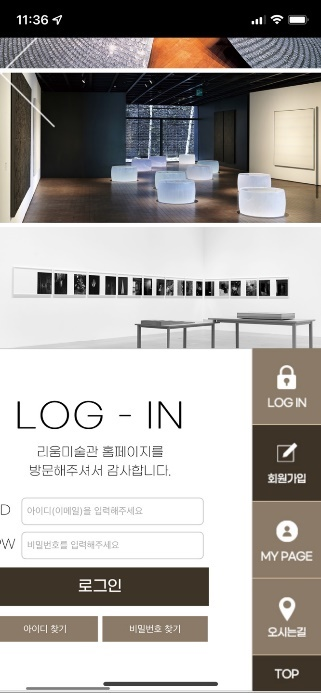 11:36
LOG - IN
리움미술관 홈페이지를
방문해주셔서 감사합니다.
D
아이디(이메일)을 입력해주세요
PW
비밀번호를 입력해주세요
로그인
아이디 찾기
비밀번호 찾기
LOG IN
회원가입
MY PAGE
오시는길
TOP